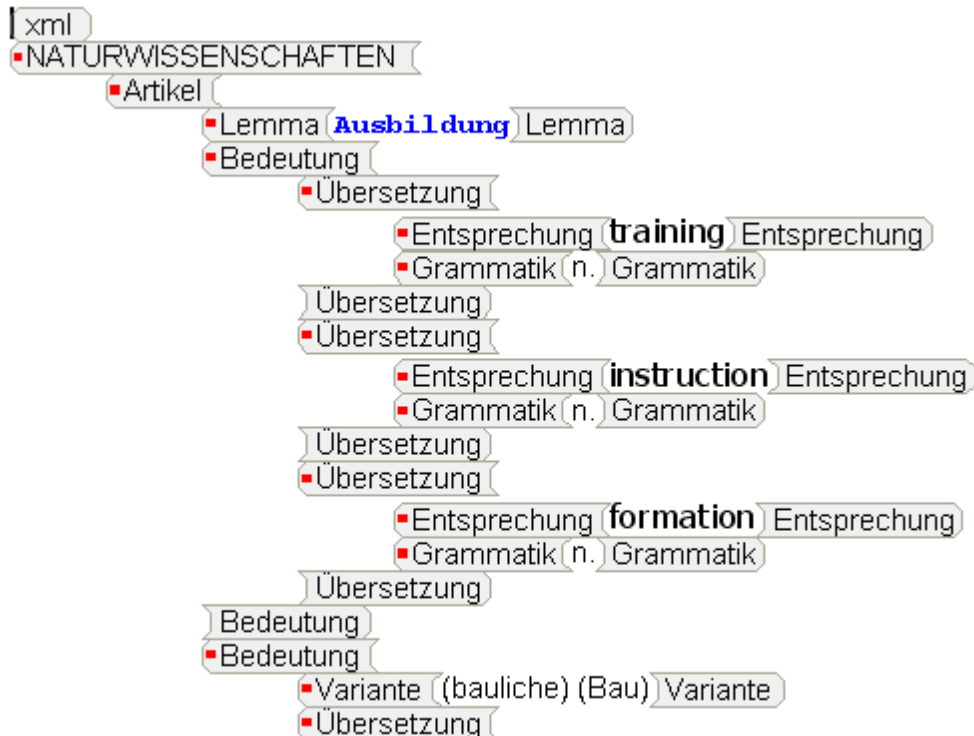 xml
NATURWISSENSCHAFTEN
Artikel
Lemma Ausbildung Lemma
Bedeutung
Übersetzung
Entsprechung training Entsprechung
Grammatik n. Grammatik
Übersetzung
Übersetzung
Entsprechung instruction Entsprechung
Grammatik n. Grammatik
Übersetzung
Übersetzung
Entsprechung formation Entsprechung
Grammatik n. Grammatik
Übersetzung
Bedeutung
Bedeutung
Variante (bauliche) (Bau) Variante
Übersetzung